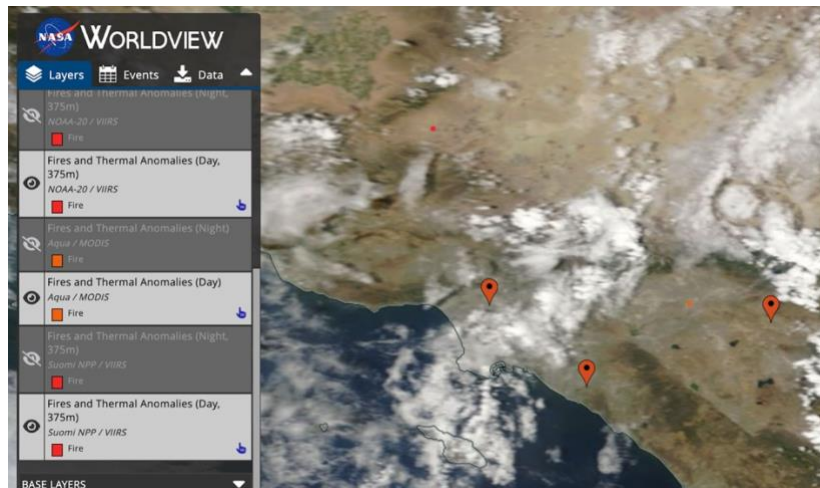 NASA WORLDVIEW
Layers Events Data
Fires and Thermal Anomalies (Night,
375m)
NOAA-20 / VIIRS
Fire
Fires and Thermal Anomalies (Day,
375m)
NOAA-20 / VIIRS
Fire
Fires and Thermal Anomalies (Night)
Aqua / MODIS
Fire
Fires and Thermal Anomalies (Day)
Aqua / MODIS
Fire
Fires and Thermal Anomalies (Night,
375m)
Suomi NPP / VIIRS
Fire
Fires and Thermal Anomalies (Day,
375m)
Suomi NPP / VIIRS
Fire
BASE LAYERS